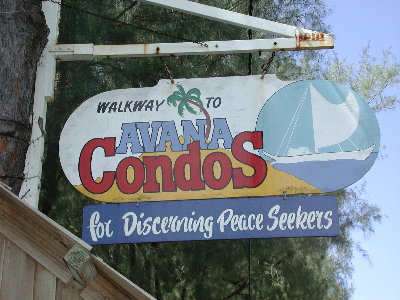 WALKWAY TO
AVANA
CONDOS
for Discerning Peace Seekers